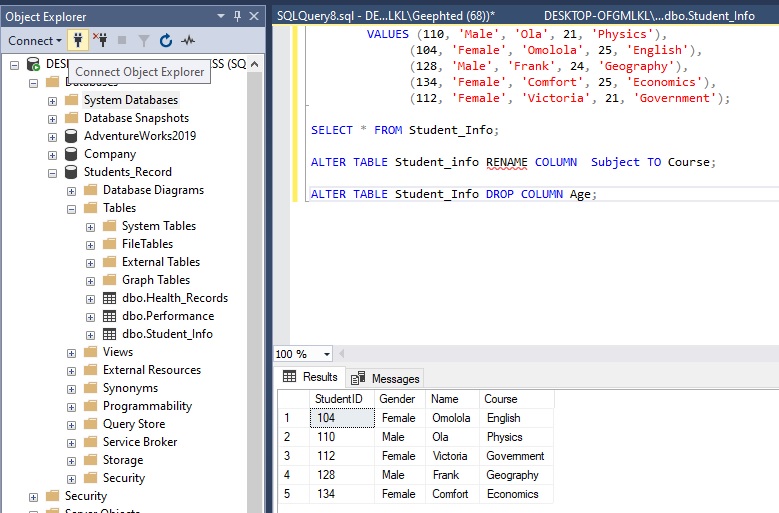 Object Explorer
Connect
DES
SS (SQ
Connect Object Explorer
Databases
System Databases
Database Snapshots
AdventureWorks2019
Company
Students_Record
Database Diagrams
Tables
System Tables
FileTables
External Tables
Graph Tables
dbo.Health_Records
dbo.Performance
dbo.Student_Info
Views
External Resources
Synonyms
Programmability
Query Store
Service Broker
Storage
Security
Security
Server Objects
SQLQuery8.sql - DE...LKL\Geephted (68))*
DESKTOP-OFGMLKL\...dbo.Student_Info
VALUES (110, 'Male', 'Ola', 21, 'Physics'),
(104, 'Female', 'Omolola', 25, 'English'),
(128, 'Male', 'Frank', 24, 'Geography'),
(134, 'Female', 'Comfort', 25, 'Economics'),
(112, 'Female', 'Victoria', 21, 'Government');
SELECT * FROM Student_Info;
ALTER TABLE Student_info RENAME COLUMN  Subject TO Course;
ALTER TABLE Student_Info DROP COLUMN Age;
100 %
Results Messages
StudentID Gender Name Course
1 104 Female Omolola English
2 110 Male Ola Physics
3 112 Female Victoria Government
4 128 Male Frank Geography
5 134 Female Comfort Economics